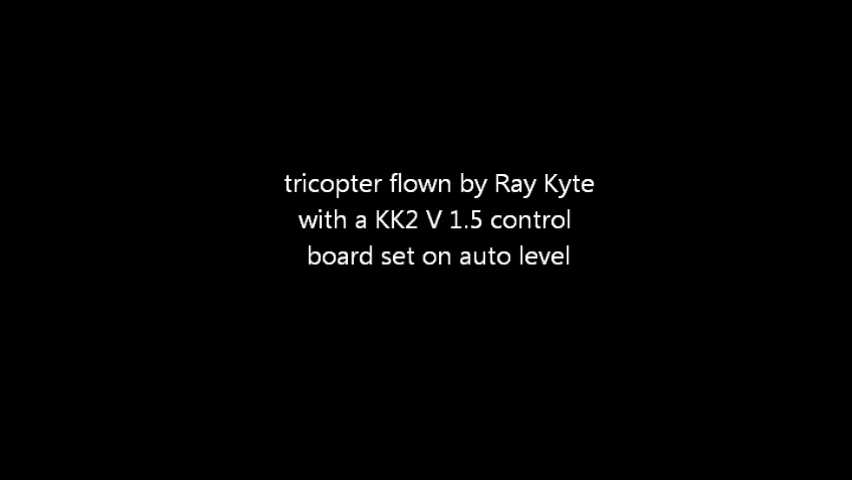 tricopter flown by Ray Kyte
with a KK2 V 1.5 control
board set on auto level